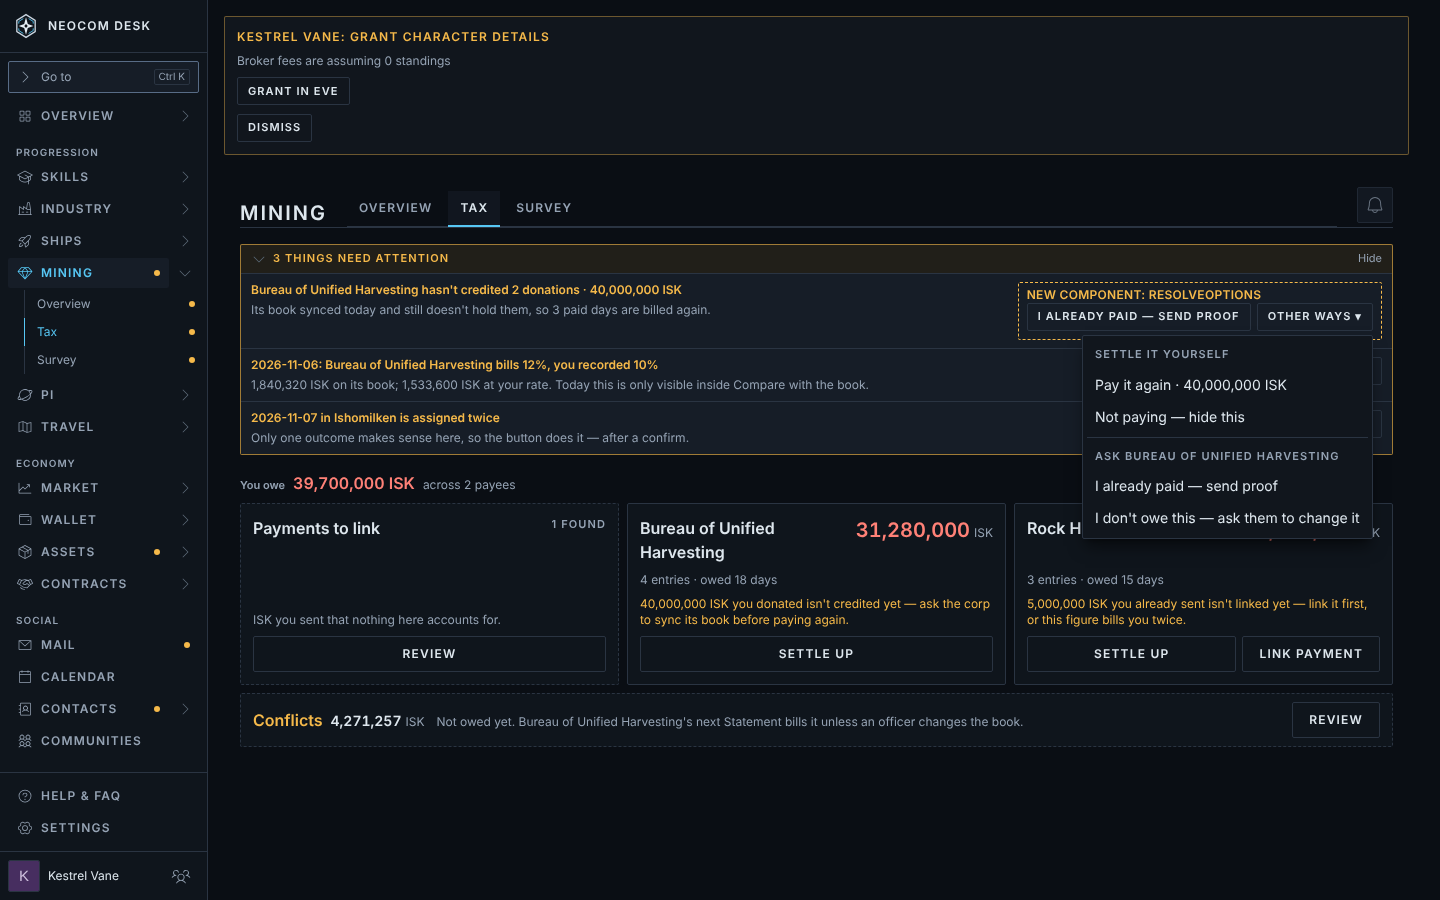 NEOCOM DESK
Go to
Ctrl K
OVERVIEW
PROGRESSION
SKILLS
INDUSTRY
SHIPS
MINING
Overview
Tax
Survey
PI
TRAVEL
ECONOMY
MARKET
WALLET
ASSETS
CONTRACTS
SOCIAL
MAIL
CALENDAR
CONTACTS
COMMUNITIES
HELP & FAQ
SETTINGS
K
Kestrel Vane
KESTREL VANE: GRANT CHARACTER DETAILS
Broker fees are assuming 0 standings
GRANT IN EVE
DISMISS
MINING
OVERVIEW
TAX
SURVEY
3 THINGS NEED ATTENTION
Hide
Bureau of Unified Harvesting hasn't credited 2 donations · 40,000,000 ISK
Its book synced today and still doesn't hold them, so 3 paid days are billed again.
NEW COMPONENT: RESOLVEOPTIONS
I ALREADY PAID — SEND PROOF
OTHER WAYS ▾
SETTLE IT YOURSELF
Pay it again · 40,000,000 ISK
Not paying — hide this
ASK BUREAU OF UNIFIED HARVESTING
I already paid — send proof
I don't owe this — ask them to change it
2026-11-06: Bureau of Unified Harvesting bills 12%, you recorded 10%
1,840,320 ISK on its book; 1,533,600 ISK at your rate. Today this is only visible inside Compare with the book.
2026-11-07 in Ishomilken is assigned twice
Only one outcome makes sense here, so the button does it — after a confirm.
You owe 39,700,000 ISK across 2 payees
Payments to link
1 FOUND
ISK you sent that nothing here accounts for.
REVIEW
Bureau of Unified
Harvesting
31,280,000 ISK
4 entries · owed 18 days
40,000,000 ISK you donated isn't credited yet — ask the corp
to sync its book before paying again.
SETTLE UP
Rock
3 entries · owed 15 days
5,000,000 ISK you already sent isn't linked yet — link it first,
or this figure bills you twice.
SETTLE UP
LINK PAYMENT
Conflicts 4,271,257 ISK Not owed yet. Bureau of Unified Harvesting's next Statement bills it unless an officer changes the book.
REVIEW